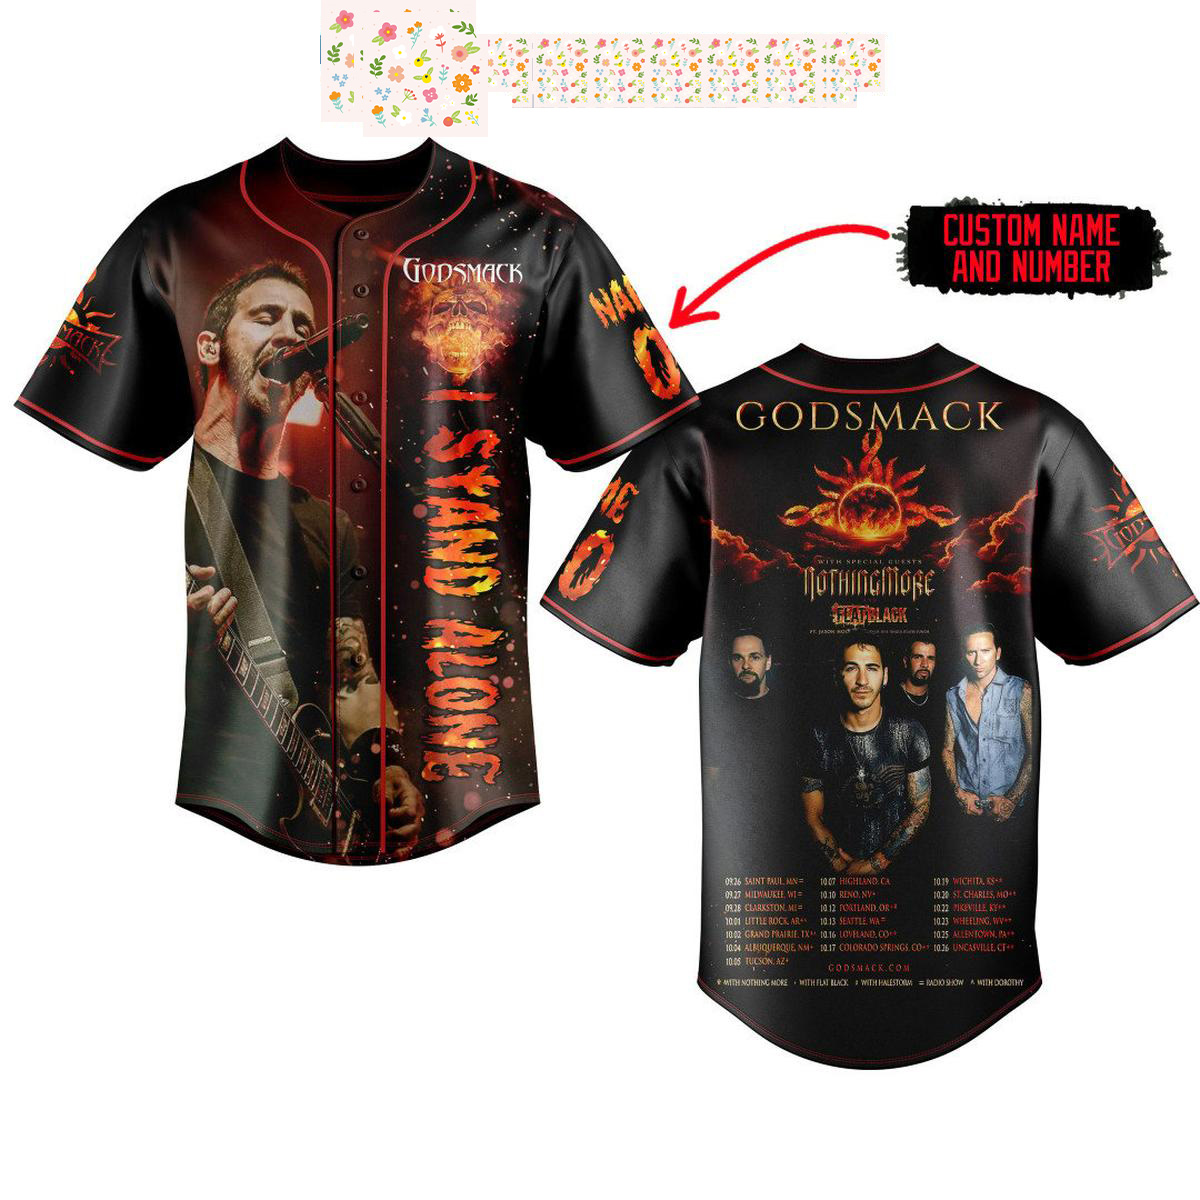 CUSTOM NAME
AND NUMBER
GODSMACK
I STAND ALONE
0
GODSMACK
WITH SPECIAL GUESTS
NOTHINGMORE
FLATBLACK
0
09.26 SAINT PAUL, MN=
09.27 MILWAUKEE, WI=
09.28 CLARKSTON, MI=
10.01 LITTLE ROCK, AR
10.02 GRAND PRAIRIE, TX
10.04 ALBUQUERQUE, NM
10.05 TUCSON, AZ
10.07 HIGHLAND, CA
10.10 RENO, NV
10.12 PORTLAND, OR
10.13 SEATTLE, WA=
10.16 LOVELAND, CO
10.17 COLORADO SPRINGS, CO
10.19 WICHITA, KS
10.20 ST. CHARLES, MO
10.22 PIKEVILLE, KY
10.23 WHEELING, WV
10.25 ALLENTOWN, PA
10.26 UNCASVILLE, CT
GODSMACK.COM
WITH NOTHING MORE WITH FLAT BLACK WITH HALESTORM = RADIO SHOW ^ WITH DOROTHY